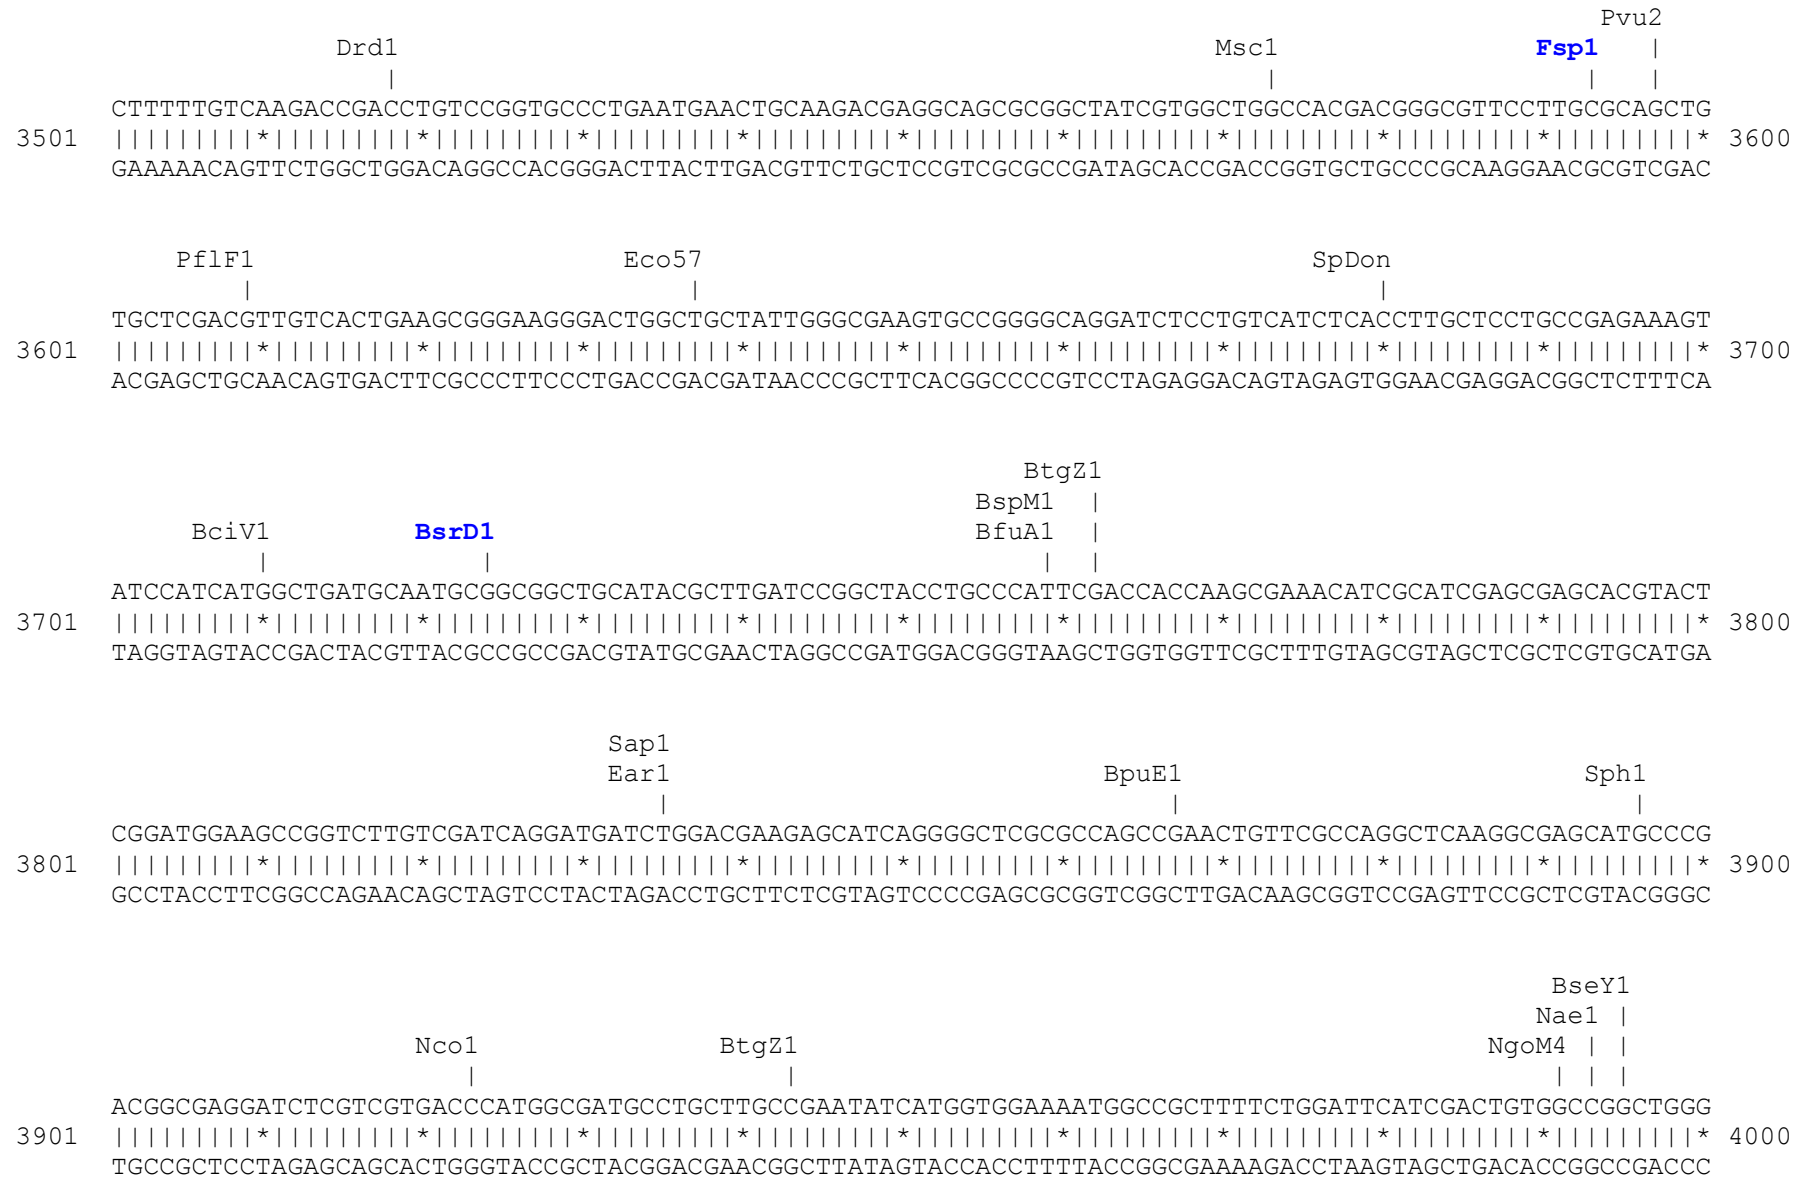 Pvu2
Drd1 Msc1 Fsp1 |
| | | |
CTTTTTGTCAAGACCGACCTGTCCGGTGCCCTGAATGAACTGCAAGACGAGGCAGCGCGGCTATCGTGGCTGGCCACGACGGGCGTTCCTTGCGCAGCTG
3501 |||||||||*|||||||||*|||||||||*|||||||||*|||||||||*|||||||||*|||||||||*|||||||||*|||||||||*|||||||||* 3600
GAAAAACAGTTCTGGCTGGACAGGCCACGGGACTTACTTGACGTTCTGCTCCGTCGCGCCGATAGCACCGACCGGTGCTGCCCGCAAGGAACGCGTCGAC
PflF1 Eco57 SpDon
| | |
TGCTCGACGTTGTCACTGAAGCGGGAAGGGACTGGCTGCTATTGGGCGAAGTGCCGGGGCAGGATCTCCTGTCATCTCACCTTGCTCCTGCCGAGAAAGT
3601 |||||||||*|||||||||*|||||||||*|||||||||*|||||||||*|||||||||*|||||||||*|||||||||*|||||||||*|||||||||* 3700
ACGAGCTGCAACAGTGACTTCGCCCTTCCCTGACCGACGATAACCCGCTTCACGGCCCCGTCCTAGAGGACAGTAGAGTGGAACGAGGACGGCTCTTTCA
BtgZ1
BspM1 |
BciV1 BsrD1 BfuA1 |
| | | |
ATCCATCATGGCTGATGCAATGCGGCGGCTGCATACGCTTGATCCGGCTACCTGCCCATTCGACCACCAAGCGAAACATCGCATCGAGCGAGCACGTACT
3701 |||||||||*|||||||||*|||||||||*|||||||||*|||||||||*|||||||||*|||||||||*|||||||||*|||||||||*|||||||||* 3800
TAGGTAGTACCGACTACGTTACGCCGCCGACGTATGCGAACTAGGCCGATGGACGGGTAAGCTGGTGGTTCGCTTTGTAGCGTAGCTCGCTCGTGCATGA
Sap1
Ear1 BpuE1 Sph1
| | |
CGGATGGAAGCCGGTCTTGTCGATCAGGATGATCTGGACGAAGAGCATCAGGGGCTCGCGCCAGCCGAACTGTTCGCCAGGCTCAAGGCGAGCATGCCCG
3801 |||||||||*|||||||||*|||||||||*|||||||||*|||||||||*|||||||||*|||||||||*|||||||||*|||||||||*|||||||||* 3900
GCCTACCTTCGGCCAGAACAGCTAGTCCTACTAGACCTGCTTCTCGTAGTCCCCGAGCGCGGTCGGCTTGACAAGCGGTCCGAGTTCCGCTCGTACGGGC
BseY1
Nae1 |
Nco1 BtgZ1 NgoM4 | |
| | | | |
ACGGCGAGGATCTCGTCGTGACCCATGGCGATGCCTGCTTGCCGAATATCATGGTGGAAAATGGCCGCTTTTCTGGATTCATCGACTGTGGCCGGCTGGG
3901 |||||||||*|||||||||*|||||||||*|||||||||*|||||||||*|||||||||*|||||||||*|||||||||*|||||||||*|||||||||* 4000
TGCCGCTCCTAGAGCAGCACTGGGTACCGCTACGGACGAACGGCTTATAGTACCACCTTTTACCGGCGAAAAGACCTAAGTAGCTGACACCGGCCGACCC